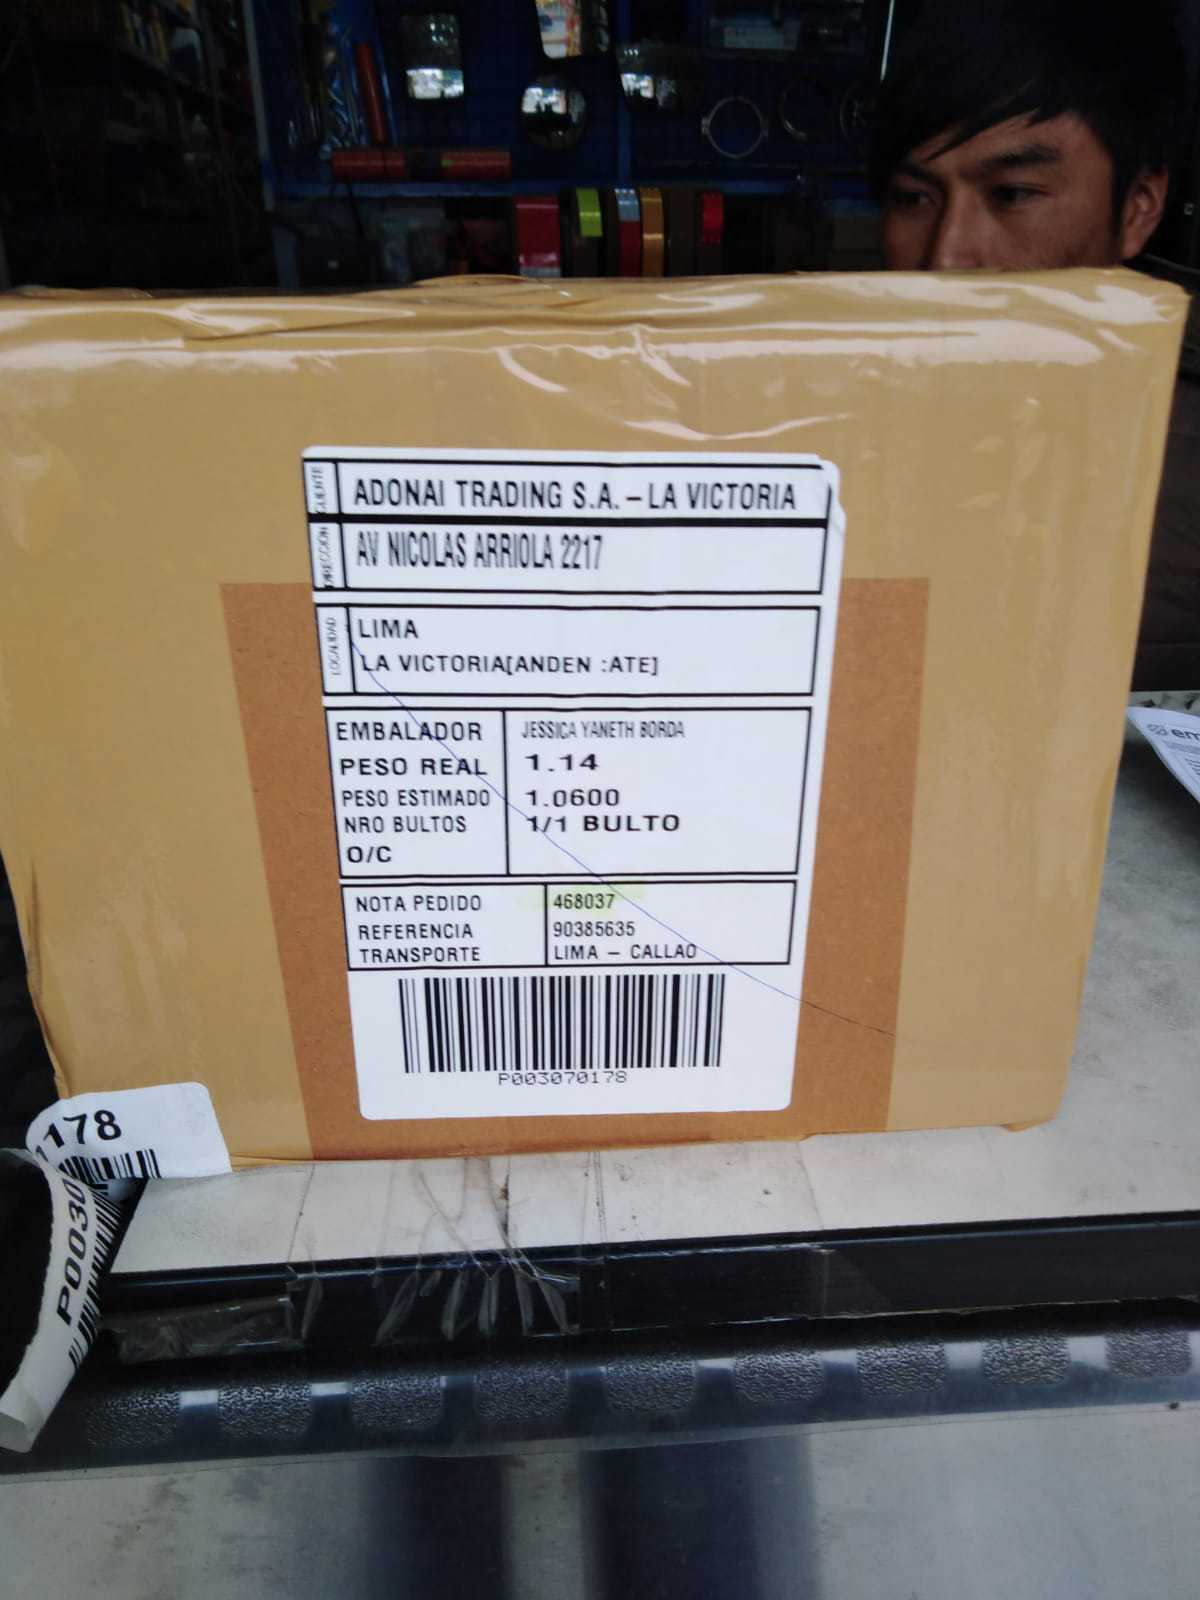 CLIENTE
ADONAI TRADING S.A. – LA VICTORIA
DIRECCION
AV NICOLAS ARRIOLA 2217
LOCALIDAD
LIMA
LA VICTORIA[ANDEN :ATE]
EMBALADOR JESSICA YANETH BORDA
PESO REAL 1.14
PESO ESTIMADO 1.0600
NRO BULTOS 1/1 BULTO
O/C
NOTA PEDIDO 468037
REFERENCIA 90385635
TRANSPORTE LIMA – CALLAO
P003070178
178
P0030
em